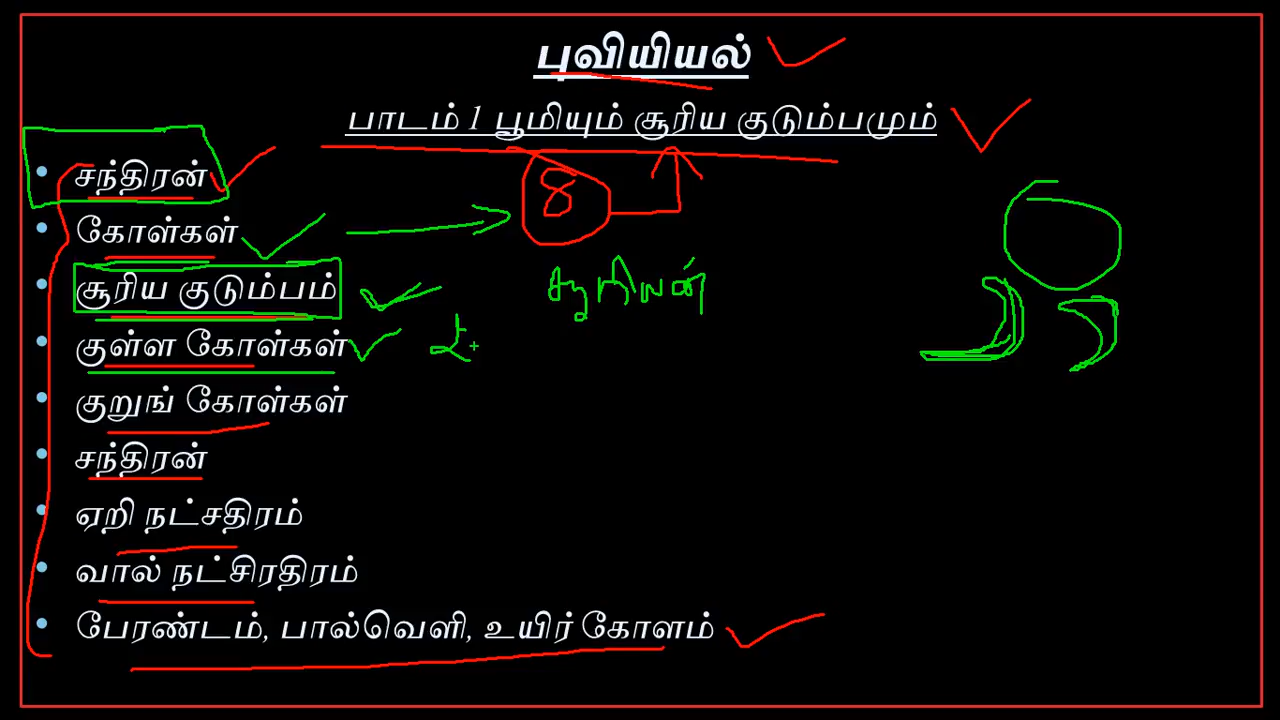 புவியியல்
பாடம் 1 பூமியும் சூரிய குடும்பமும்
• சந்திரன்
• கோள்கள்
8
• சூரிய குடும்பம்
சூரியன்
• குள்ள கோள்கள்
• குறுங் கோள்கள்
• சந்திரன்
• ஏறி நட்சதிரம்
• வால் நட்சிரதிரம்
• பேரண்டம், பால்வெளி, உயிர் கோளம்